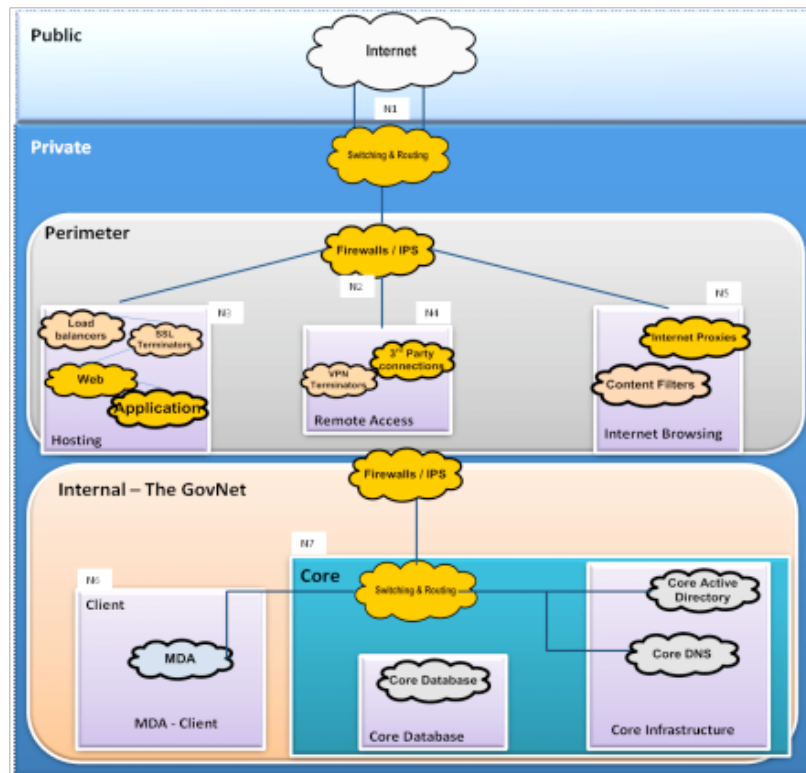 Public
Internet
N1
Private
Switching & Routing
Perimeter
Firewalls / IPS
N2
N3
N4
N5
Load
balancers
SSL
Terminators
Web
Application
Hosting
3rd Party
connections
VPN
Terminators
Remote Access
Internet Proxies
Content Filters
Internet Browsing
Firewalls / IPS
Internal – The GovNet
N7
N6
Core
Client
Switching & Routing
Core Active
Directory
MDA
Core DNS
Core Database
MDA - Client
Core Database
Core Infrastructure